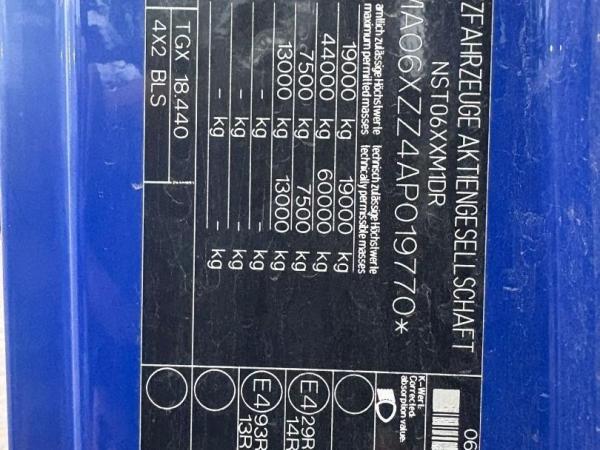 ZFAHRZEUGE AKTIENGESELLSCHAFT
NST06XXM1DR
MA06XZZ4AP019770*
amtlich zulässige Höchstwerte
maximum permitted masses
technisch zulässige Höchstwerte
technically permissible masses
19000 kg 19000 kg
44000 kg 60000 kg
7500 kg 7500 kg
13000 kg 13000 kg
- kg - kg
- kg - kg
- kg - kg
TGX 18.440
4X2 BLS
06
K-Wert:
Corrected
absorption value:
E4 29R
14R
E4 93R
13R